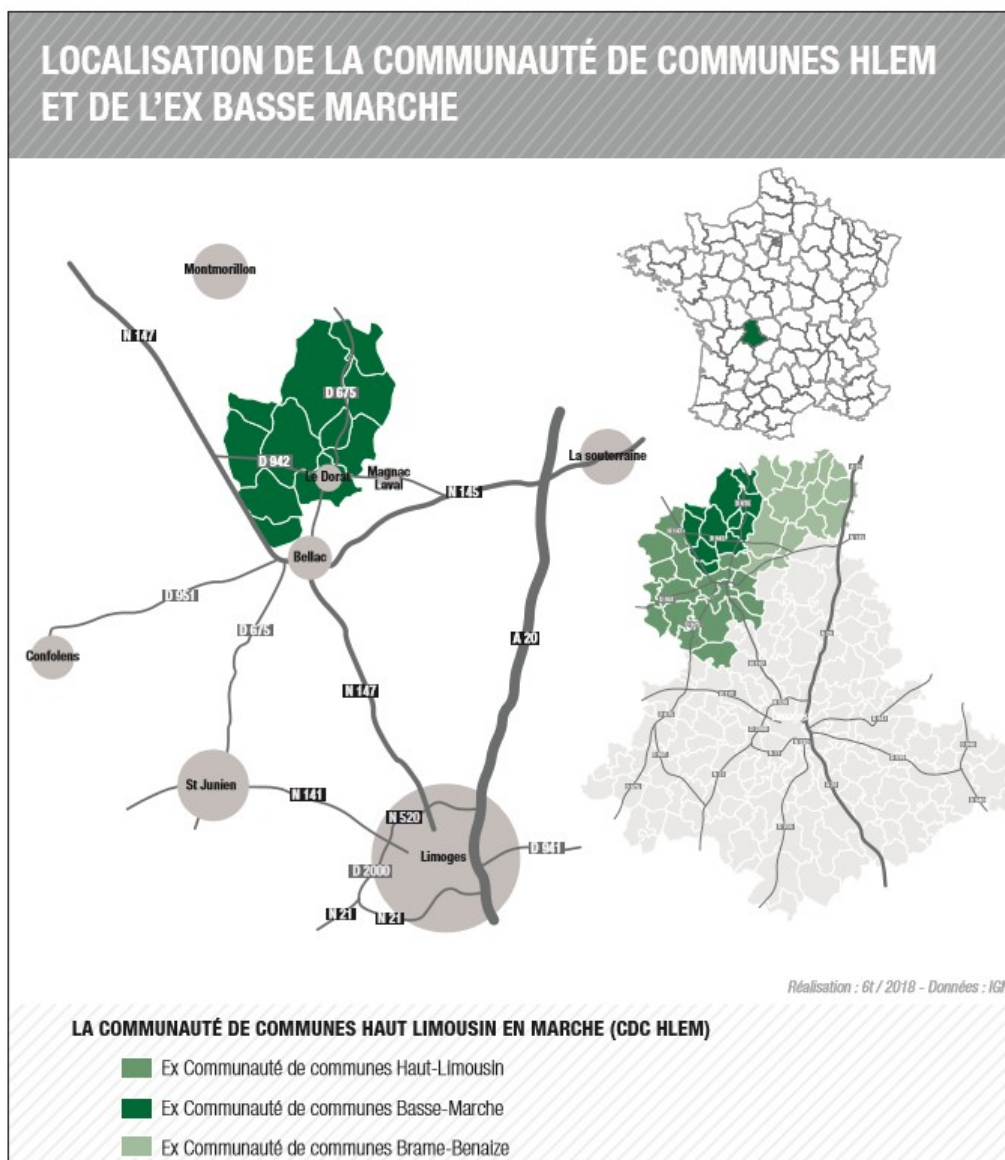 LOCALISATION DE LA COMMUNAUTÉ DE COMMUNES HLEM
ET DE L'EX BASSE MARCHE
Montmorillon
N 147
D 675
D 942
Le Dorat
Magnac
Laval
La souterraine
N 145
Bellac
D 951
D 675
Confolens
A 20
N 147
St Junien
N 141
N 520
Limoges
D 941
D 2000
N 21
N 21
Réalisation : 6t / 2018 - Données : IGN
LA COMMUNAUTÉ DE COMMUNES HAUT LIMOUSIN EN MARCHE (CDC HLEM)
Ex Communauté de communes Haut-Limousin
Ex Communauté de communes Basse-Marche
Ex Communauté de communes Brame-Benaize